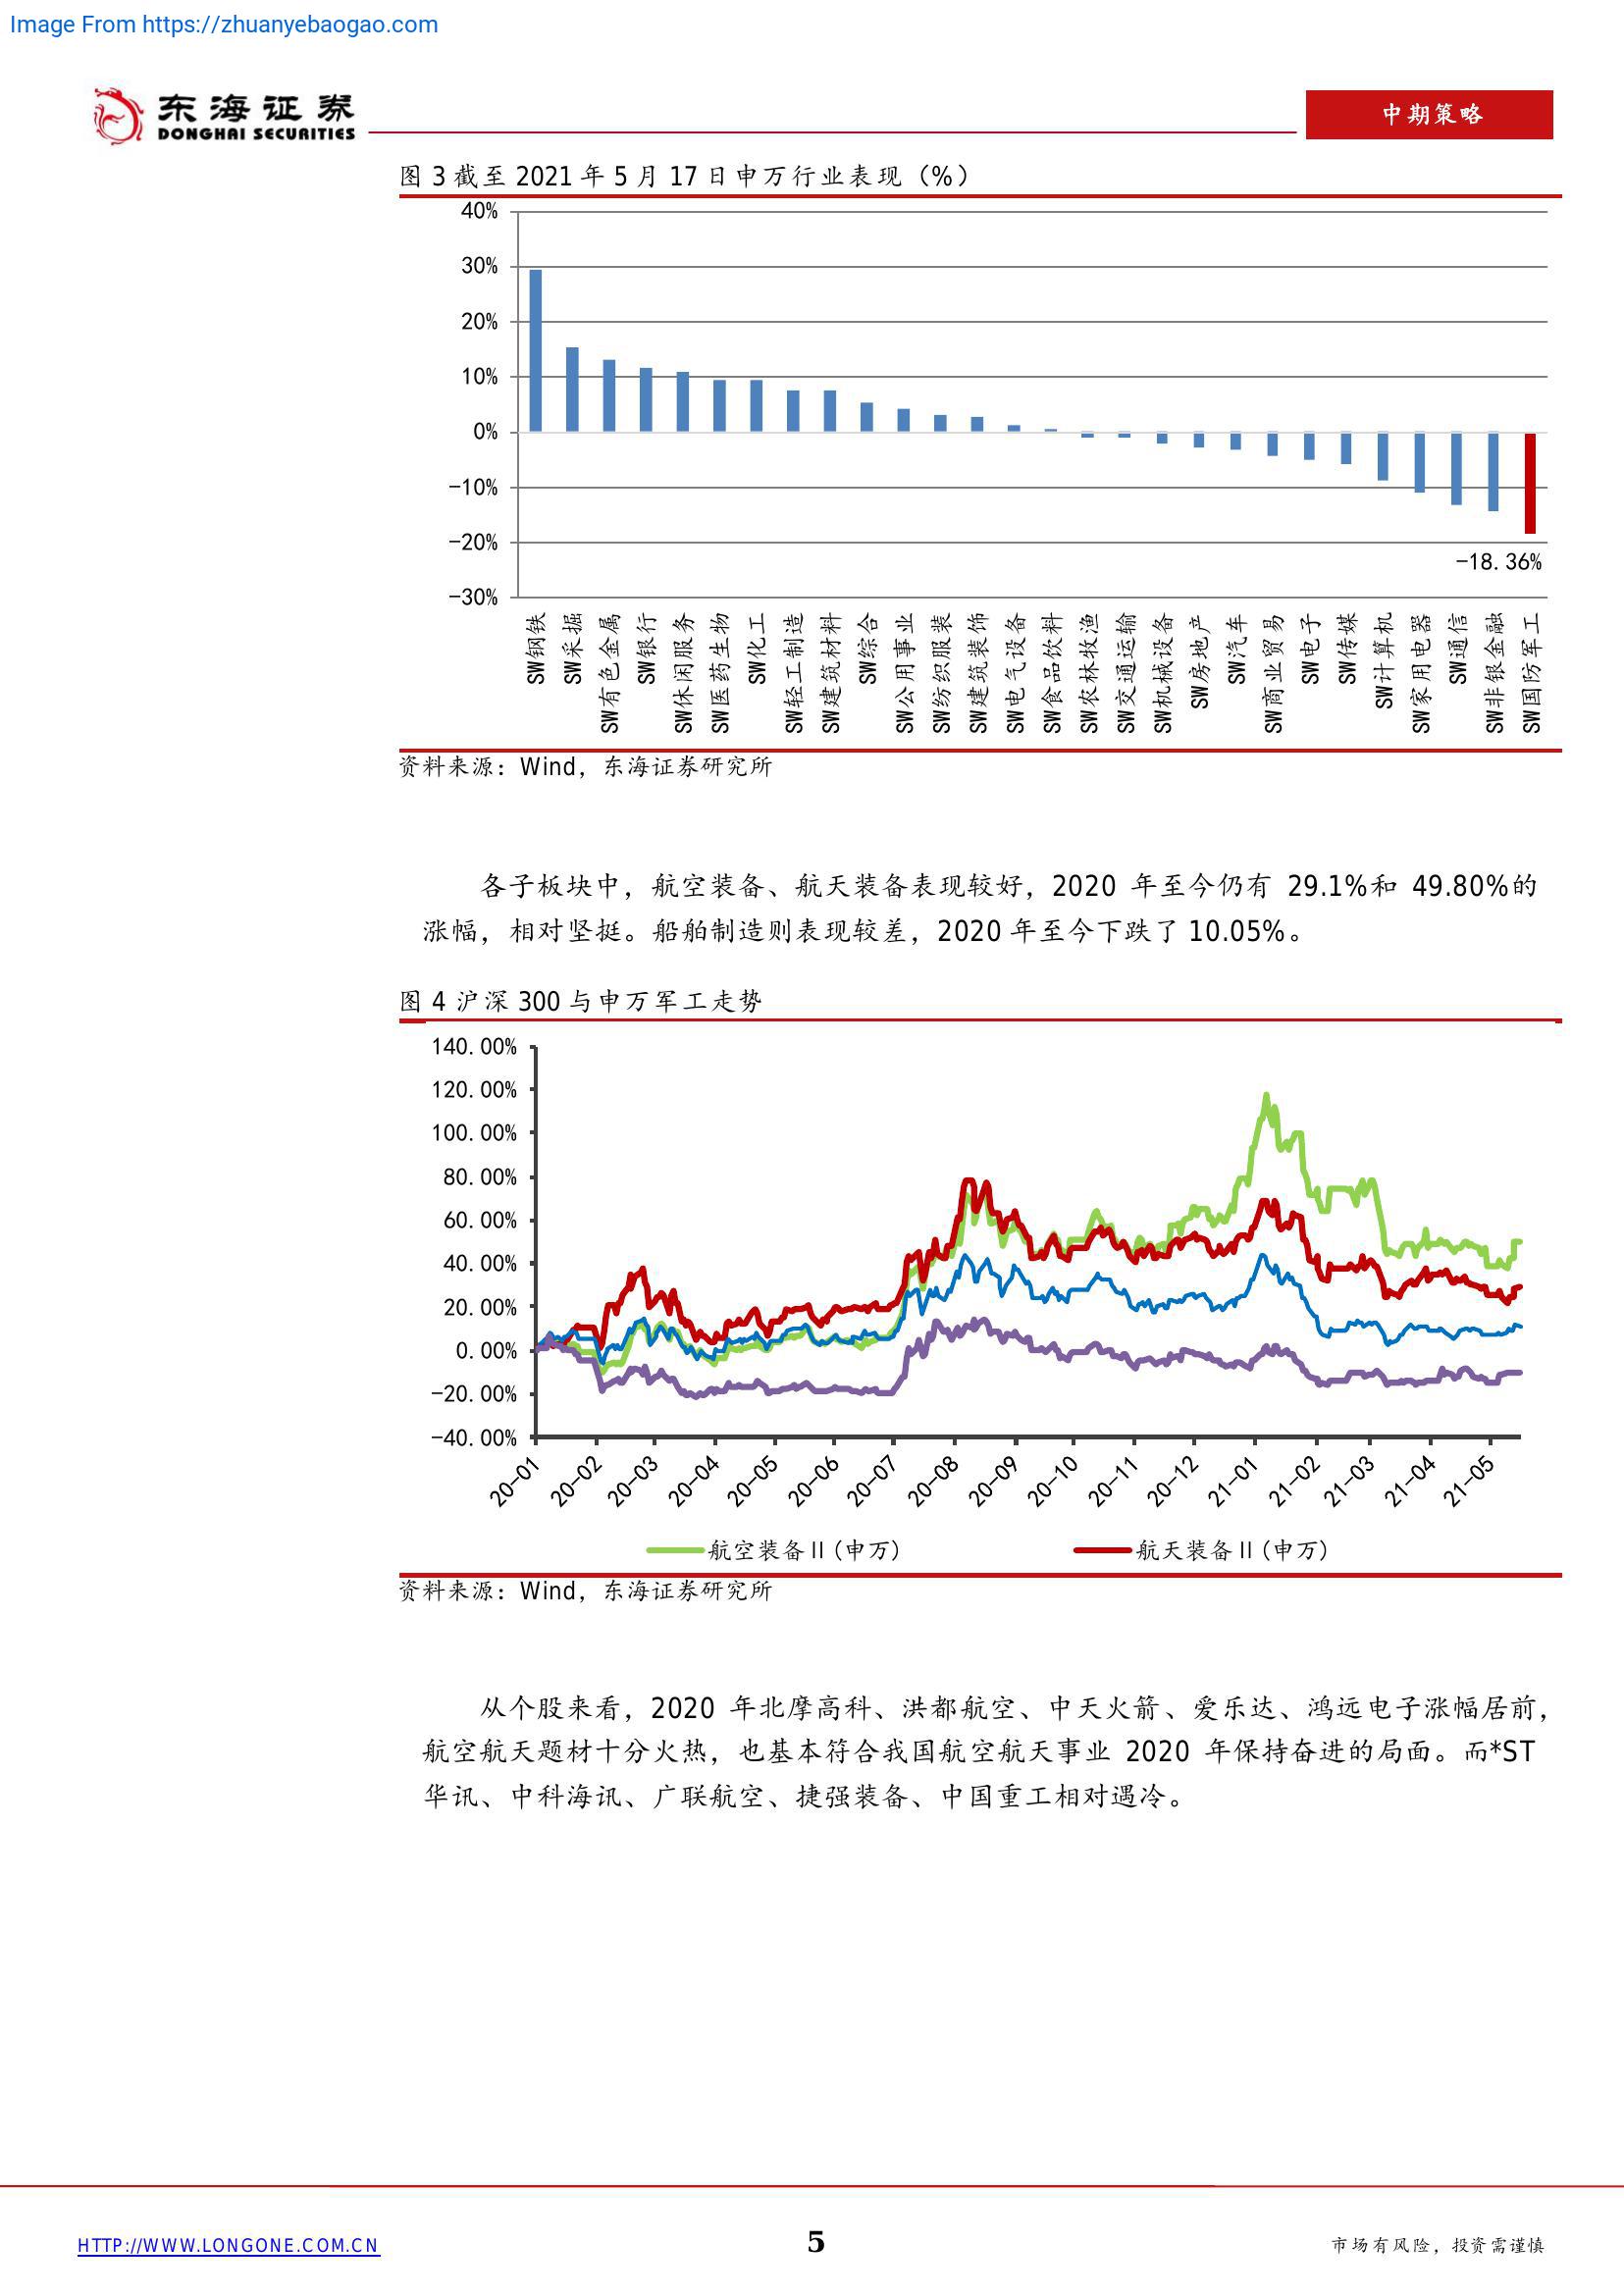 Image From https://zhuanyebaogao.com
东海证券
DONGHAI SECURITIES
中期策略
图 3 截至 2021 年 5 月 17 日申万行业表现（%）
40%
30%
20%
10%
0%
-10%
-20%
-30%
-18.36%
SW钢铁
SW采掘
SW有色金属
SW银行
SW休闲服务
SW医药生物
SW化工
SW轻工制造
SW建筑材料
SW综合
SW公用事业
SW纺织服装
SW建筑装饰
SW电气设备
SW食品饮料
SW农林牧渔
SW交通运输
SW机械设备
SW房地产
SW汽车
SW商业贸易
SW电子
SW传媒
SW计算机
SW家用电器
SW通信
SW非银金融
SW国防军工
资料来源：Wind，东海证券研究所
各子板块中，航空装备、航天装备表现较好，2020 年至今仍有 29.1%和 49.80%的
涨幅，相对坚挺。船舶制造则表现较差，2020 年至今下跌了 10.05%。
图 4 沪深 300 与申万军工走势
140.00%
120.00%
100.00%
80.00%
60.00%
40.00%
20.00%
0.00%
-20.00%
-40.00%
20-01
20-02
20-03
20-04
20-05
20-06
20-07
20-08
20-09
20-10
20-11
20-12
21-01
21-02
21-03
21-04
21-05
航空装备Ⅱ(申万)
航天装备Ⅱ(申万)
资料来源：Wind，东海证券研究所
从个股来看，2020 年北摩高科、洪都航空、中天火箭、爱乐达、鸿远电子涨幅居前，
航空航天题材十分火热，也基本符合我国航空航天事业 2020 年保持奋进的局面。而*ST
华讯、中科海讯、广联航空、捷强装备、中国重工相对遇冷。
HTTP://WWW.LONGONE.COM.CN
5
市场有风险，投资需谨慎